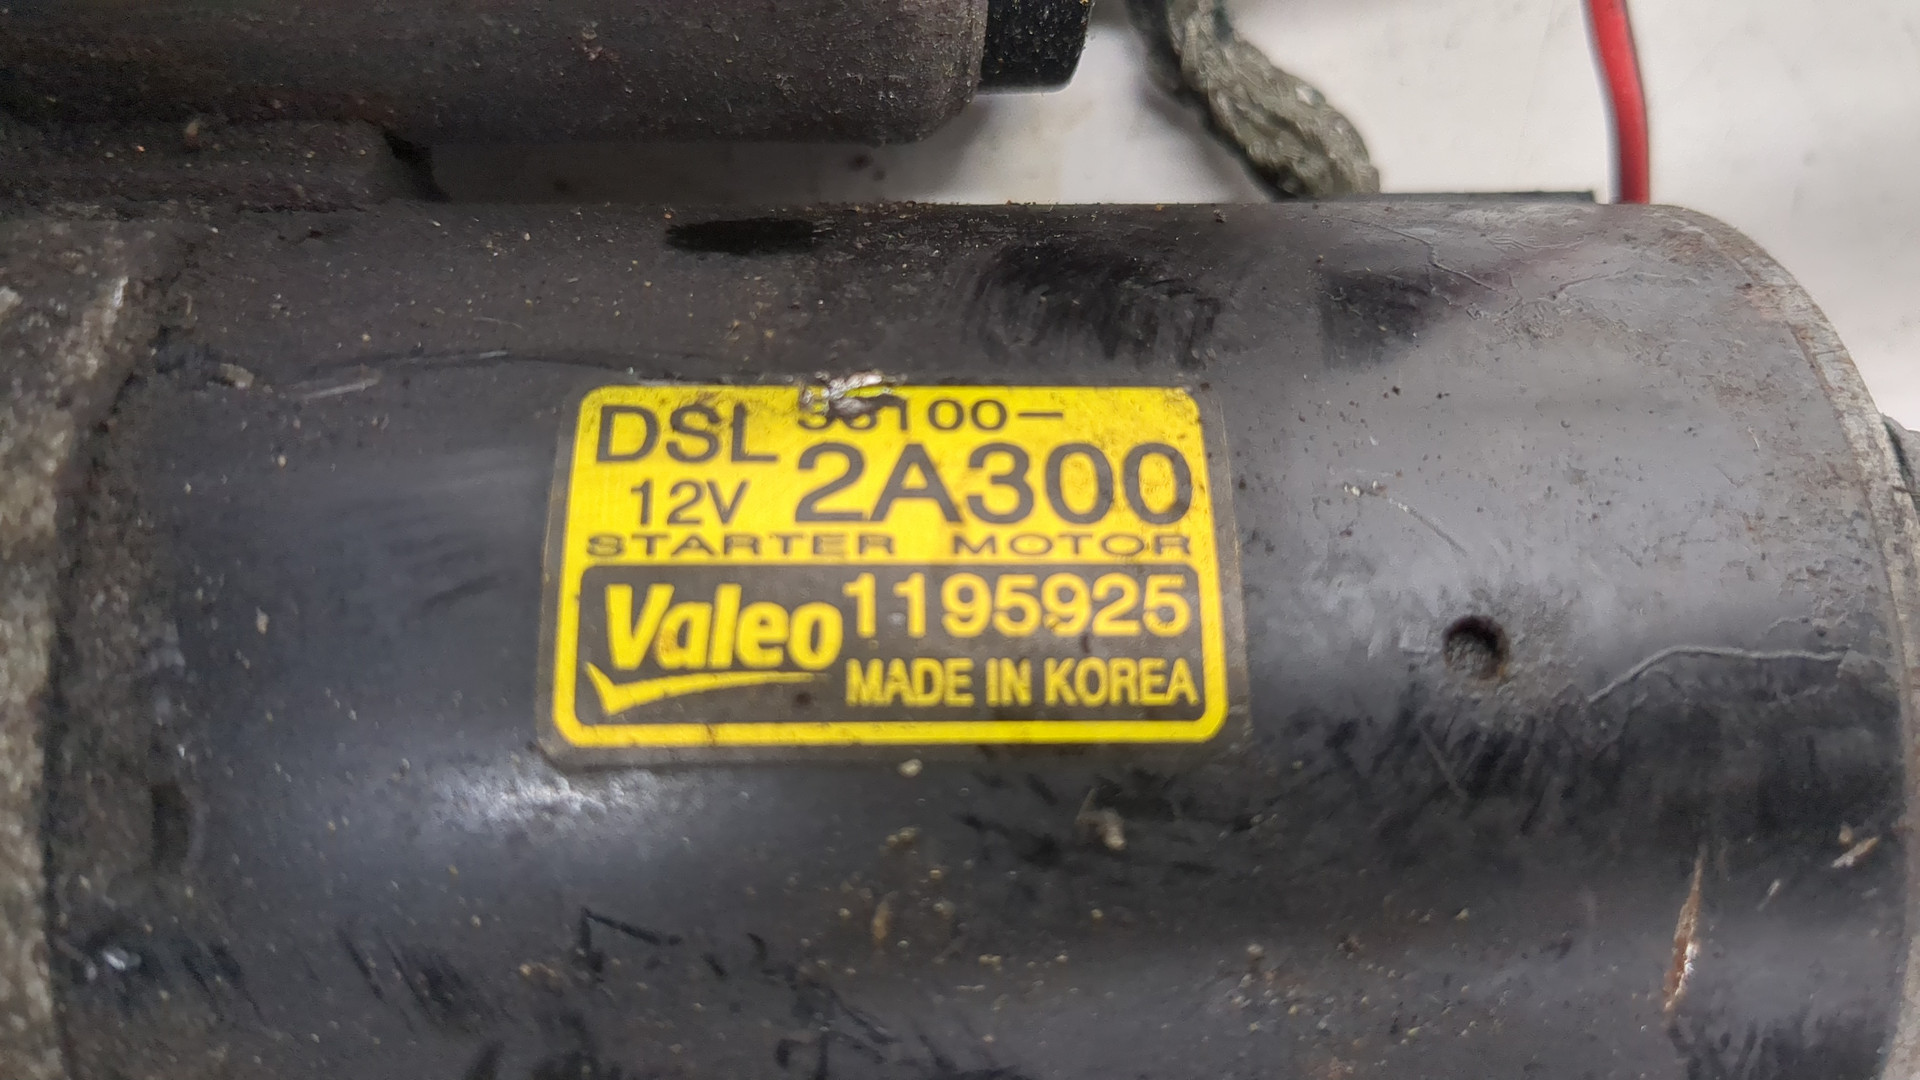 DSL 36100-
12V 2A300
STARTER MOTOR
Valeo 1195925
MADE IN KOREA